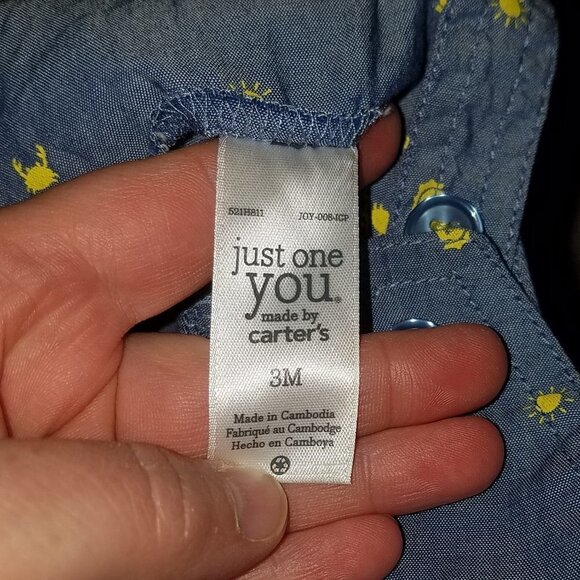 521H811 JOY-008-ICP
just one
you.
made by
carter's
3M
Made in Cambodia
Fabriqué au Cambodge
Hecho en Camboya